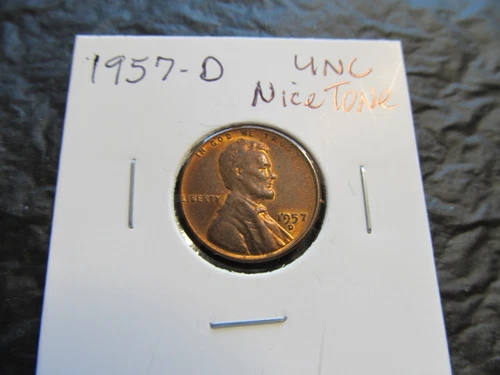 1957-D
UNC
Nice Tone
IN GOD WE TRUST
LIBERTY
1957
D